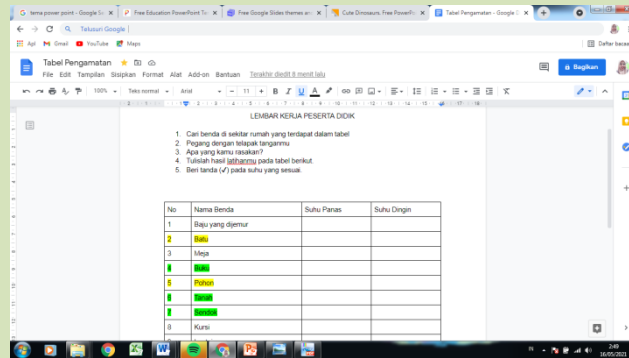 tema power point - Google Se
Free Education PowerPoint Te
Free Google Slides themes an
Cute Dinosaurs. Free PowerPo
Tabel Pengamatan - Google D
Telusuri Google
Apl
Gmail
YouTube
Maps
Daftar bacaan
Tabel Pengamatan
File Edit Tampilan Sisipkan Format Alat Add-on Bantuan Terakhir diedit 8 menit lalu
Bagikan
100% Teks normal Arial 11 B I U A
LEMBAR KERJA PESERTA DIDIK
1. Cari benda di sekitar rumah yang terdapat dalam tabel
2. Pegang dengan telapak tanganmu
3. Apa yang kamu rasakan?
4. Tulislah hasil latihanmu pada tabel berikut.
5. Beri tanda (√) pada suhu yang sesuai.
No Nama Benda Suhu Panas Suhu Dingin
1 Baju yang dijemur
2 Batu
3 Meja
4 Buku
5 Pohon
6 Tanah
7 Sendok
8 Kursi
IN
2:49
16/05/2021